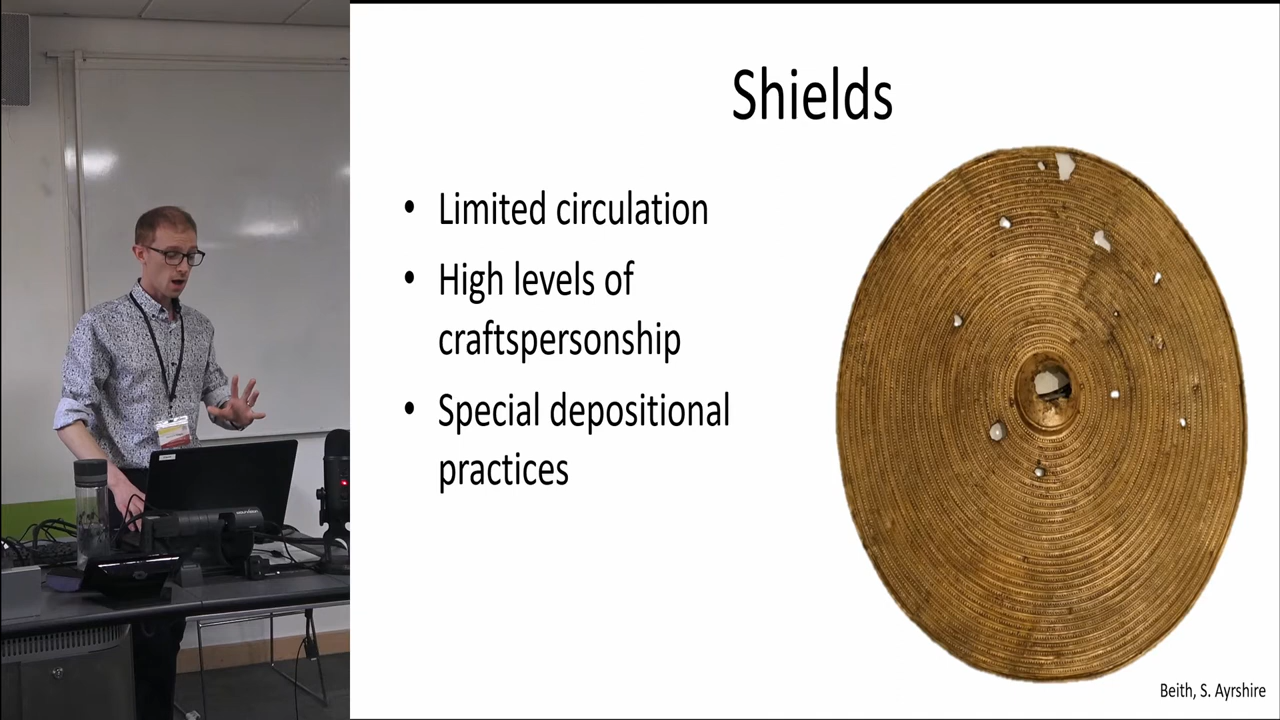 Shields
• Limited circulation
• High levels of
craftspersonship
• Special depositional
practices
Beith, S. Ayrshire